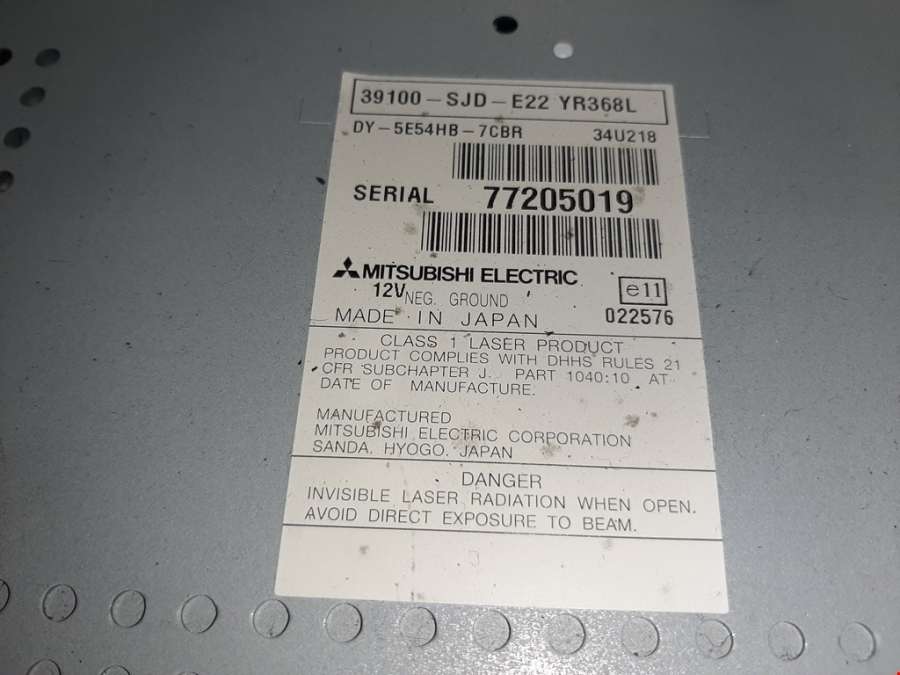 39100-SJD-E22 YR368L
DY-5E54HB-7CBR 34U218
SERIAL 77205019
MITSUBISHI ELECTRIC
12V NEG. GROUND e11
MADE IN JAPAN 022576
CLASS 1 LASER PRODUCT
PRODUCT COMPLIES WITH DHHS RULES 21
CFR SUBCHAPTER J. PART 1040:10 AT
DATE OF MANUFACTURE.
MANUFACTURED
MITSUBISHI ELECTRIC CORPORATION
SANDA. HYOGO. JAPAN
DANGER
INVISIBLE LASER RADIATION WHEN OPEN.
AVOID DIRECT EXPOSURE TO BEAM.